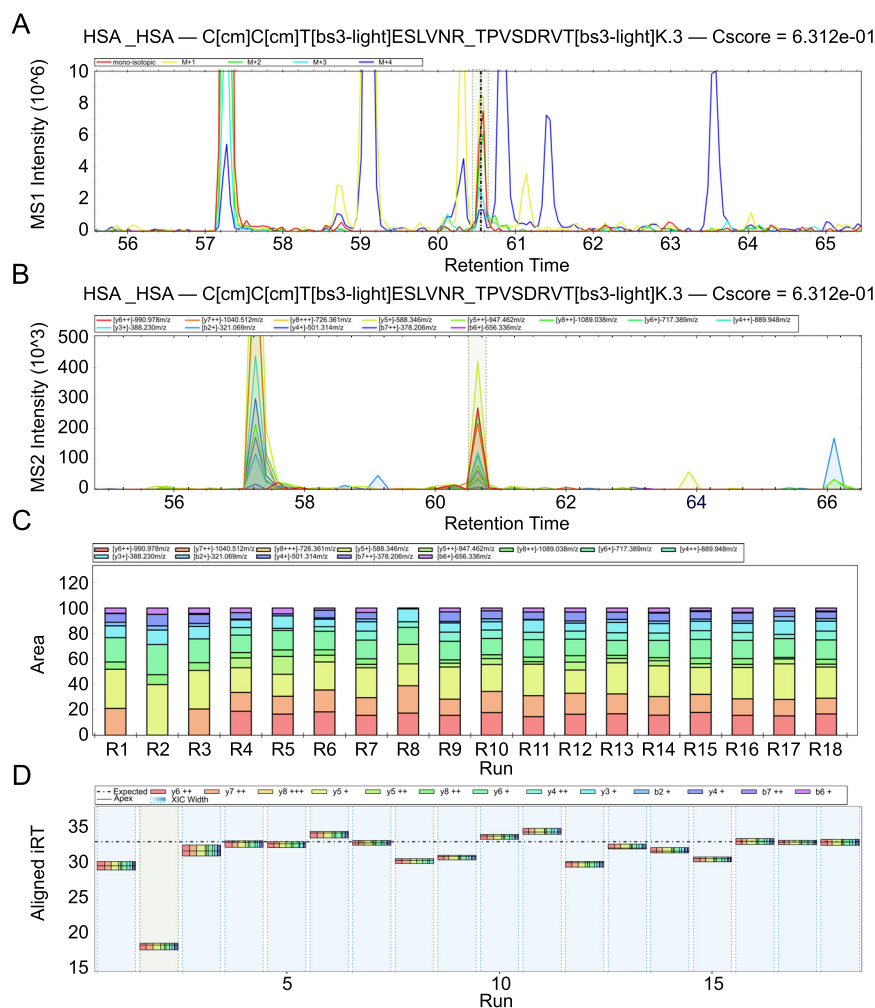 A
HSA _HSA — C[cm]C[cm]T[bs3-light]ESLVNR_TPVSDRVT[bs3-light]K.3 — Cscore = 6.312e-01
mono-isotopic M+1 M+2 M+3 M+4
10
8
6
4
2
0
MS1 Intensity (10^6)
56 57 58 59 60 61 62 63 64 65
Retention Time
B
HSA _HSA — C[cm]C[cm]T[bs3-light]ESLVNR_TPVSDRVT[bs3-light]K.3 — Cscore = 6.312e-01
[y6++]-990.978m/z [y7++]-1040.512m/z [y8+++]-726.361m/z [y5+]-588.346m/z [y5++]-947.462m/z [y8++]-1089.038m/z [y6+]-717.389m/z [y4++]-889.948m/z
[y3+]-388.230m/z [b2+]-321.069m/z [y4+]-501.314m/z [b7++]-378.206m/z [b6+]-656.336m/z
500
400
300
200
100
0
MS2 Intensity (10^3)
56 58 60 62 64 66
Retention Time
C
[y6++]-990.978m/z [y7++]-1040.512m/z [y8+++]-726.361m/z [y5+]-588.346m/z [y5++]-947.462m/z [y8++]-1089.038m/z [y6+]-717.389m/z [y4++]-889.948m/z
[y3+]-388.230m/z [b2+]-321.069m/z [y4+]-501.314m/z [b7++]-378.206m/z [b6+]-656.336m/z
120
100
80
60
40
20
0
Area
R1 R2 R3 R4 R5 R6 R7 R8 R9 R10 R11 R12 R13 R14 R15 R16 R17 R18
Run
D
Expected y6 ++ y7 ++ y8 +++ y5 + y5 ++ y8 ++ y6 + y4 ++ y3 + b2 + y4 + b7 ++ b6 +
Apex XIC Width
35
30
25
20
15
Aligned iRT
5 10 15
Run